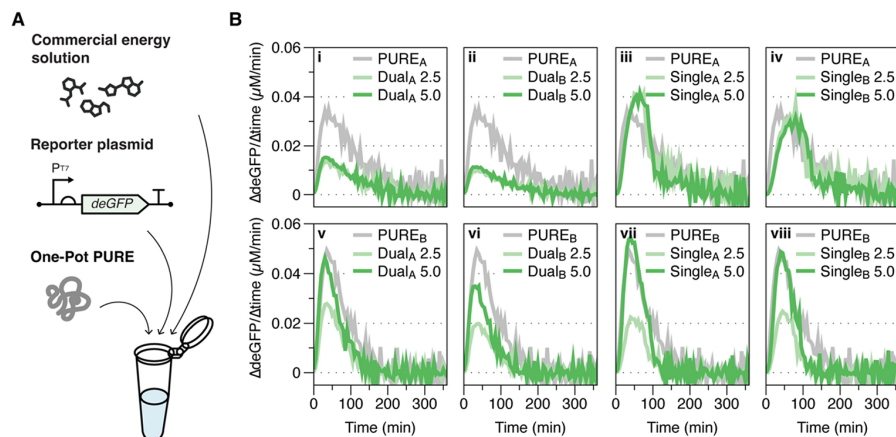 A
Commercial energy
solution
Reporter plasmid
PT7
deGFP
One-Pot PURE
B
ΔdeGFP/Δtime (µM/min)
0.06
0.04
0.02
0
i
PUREA
DualA 2.5
DualA 5.0
ii
PUREA
DualB 2.5
DualB 5.0
iii
PUREA
SingleA 2.5
SingleA 5.0
iv
PUREA
SingleB 2.5
SingleB 5.0
ΔdeGFP/Δtime (µM/min)
0.06
0.04
0.02
0
v
PUREB
DualA 2.5
DualA 5.0
vi
PUREB
DualB 2.5
DualB 5.0
vii
PUREB
SingleA 2.5
SingleA 5.0
viii
PUREB
SingleB 2.5
SingleB 5.0
0 100 200 300
0 100 200 300
0 100 200 300
0 100 200 300
Time (min)
Time (min)
Time (min)
Time (min)